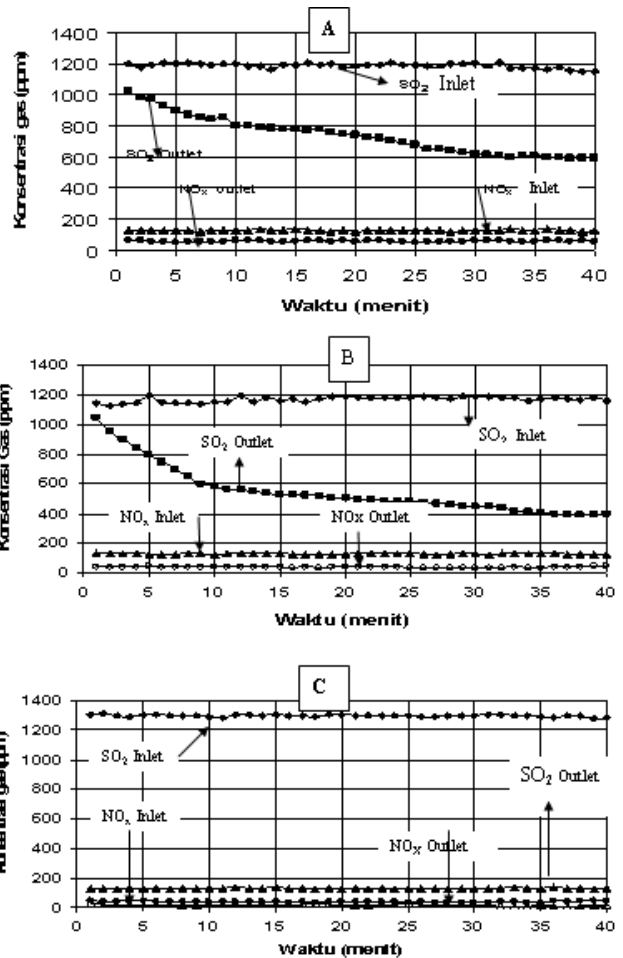 A
Konsentrasi gas (ppm)
1400
1200
1000
800
600
400
200
0
SO2 Inlet
SO2 Outlet
NOx outlet
NOx Inlet
0 5 10 15 20 25 30 35 40
Waktu (menit)
B
Konsentrasi Gas (ppm)
1400
1200
1000
800
600
400
200
0
SO2 Outlet
SO2 Inlet
NOx Inlet
NOx Outlet
0 5 10 15 20 25 30 35 40
Waktu (menit)
C
gas(ppm)
1400
1200
1000
800
600
400
200
0
SO2 Inlet
SO2 Outlet
NOx Inlet
NOX Outlet
0 5 10 15 20 25 30 35 40
Waktu (menit)